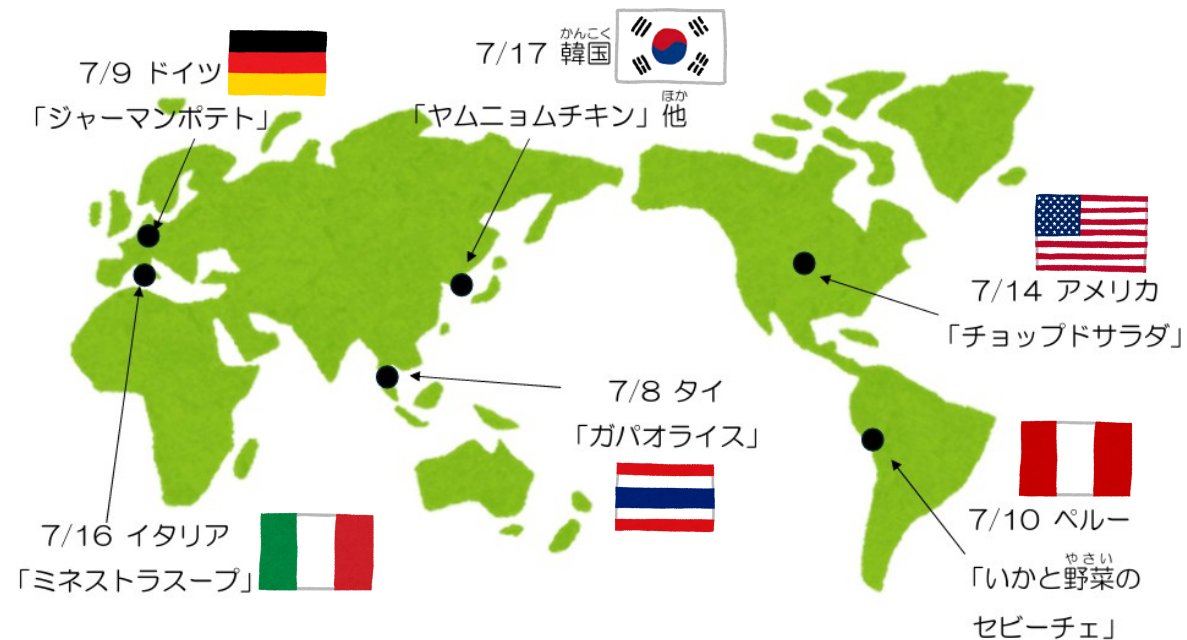 7/9 ドイツ
「ジャーマンポテト」
かんこく
7/17 韓国
ほか
「ヤムニョムチキン」他
7/14 アメリカ
「チョップドサラダ」
7/8 タイ
「ガパオライス」
7/10 ペルー
やさい
「いかと野菜の
セビーチェ」
7/16 イタリア
「ミネストラスープ」